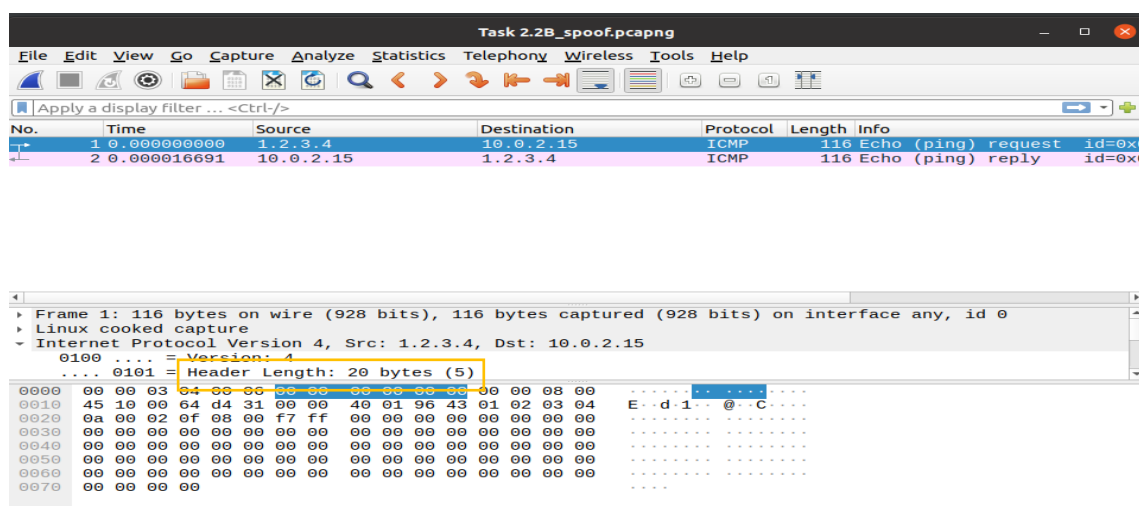 Task 2.2B_spoof.pcapng
File Edit View Go Capture Analyze Statistics Telephony Wireless Tools Help
Apply a display filter ... <Ctrl-/>
No. Time Source Destination Protocol Length Info
1 0.000000000 1.2.3.4 10.0.2.15 ICMP 116 Echo (ping) request id=0x
2 0.000016691 10.0.2.15 1.2.3.4 ICMP 116 Echo (ping) reply id=0x
Frame 1: 116 bytes on wire (928 bits), 116 bytes captured (928 bits) on interface any, id 0
Linux cooked capture
Internet Protocol Version 4, Src: 1.2.3.4, Dst: 10.0.2.15
0100 .... = Version: 4
.... 0101 = Header Length: 20 bytes (5)
0000 00 00 03 04 00 06 00 00 00 00 00 00 00 00 08 00 ······ ·· ········
0010 45 10 00 64 d4 31 00 00 40 01 96 43 01 02 03 04 E··d·1·· @··C····
0020 0a 00 02 0f 08 00 f7 ff 00 00 00 00 00 00 00 00 ········ ········
0030 00 00 00 00 00 00 00 00 00 00 00 00 00 00 00 00 ········ ········
0040 00 00 00 00 00 00 00 00 00 00 00 00 00 00 00 00 ········ ········
0050 00 00 00 00 00 00 00 00 00 00 00 00 00 00 00 00 ········ ········
0060 00 00 00 00 00 00 00 00 00 00 00 00 00 00 00 00 ········ ········
0070 00 00 00 00 ····